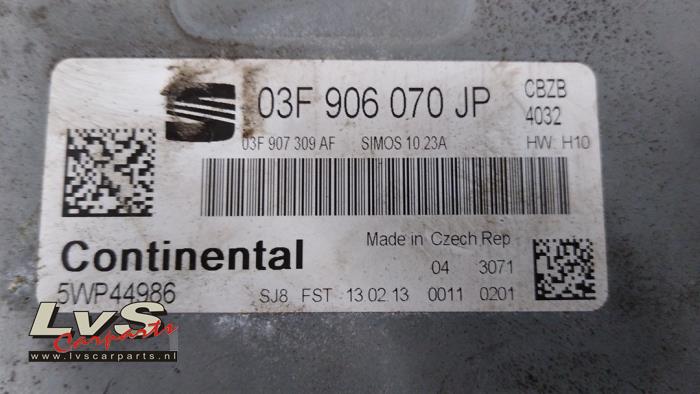 03F 906 070 JP
CBZB
4032
03F 907 309 AF SIMOS 10.23A
HW: H10
Continental
Made in Czech Rep
04 3071
5WP44986
SJ8 FST 13 02 13 0011 0201
LvS
Carparts
www.lvscarparts.nl